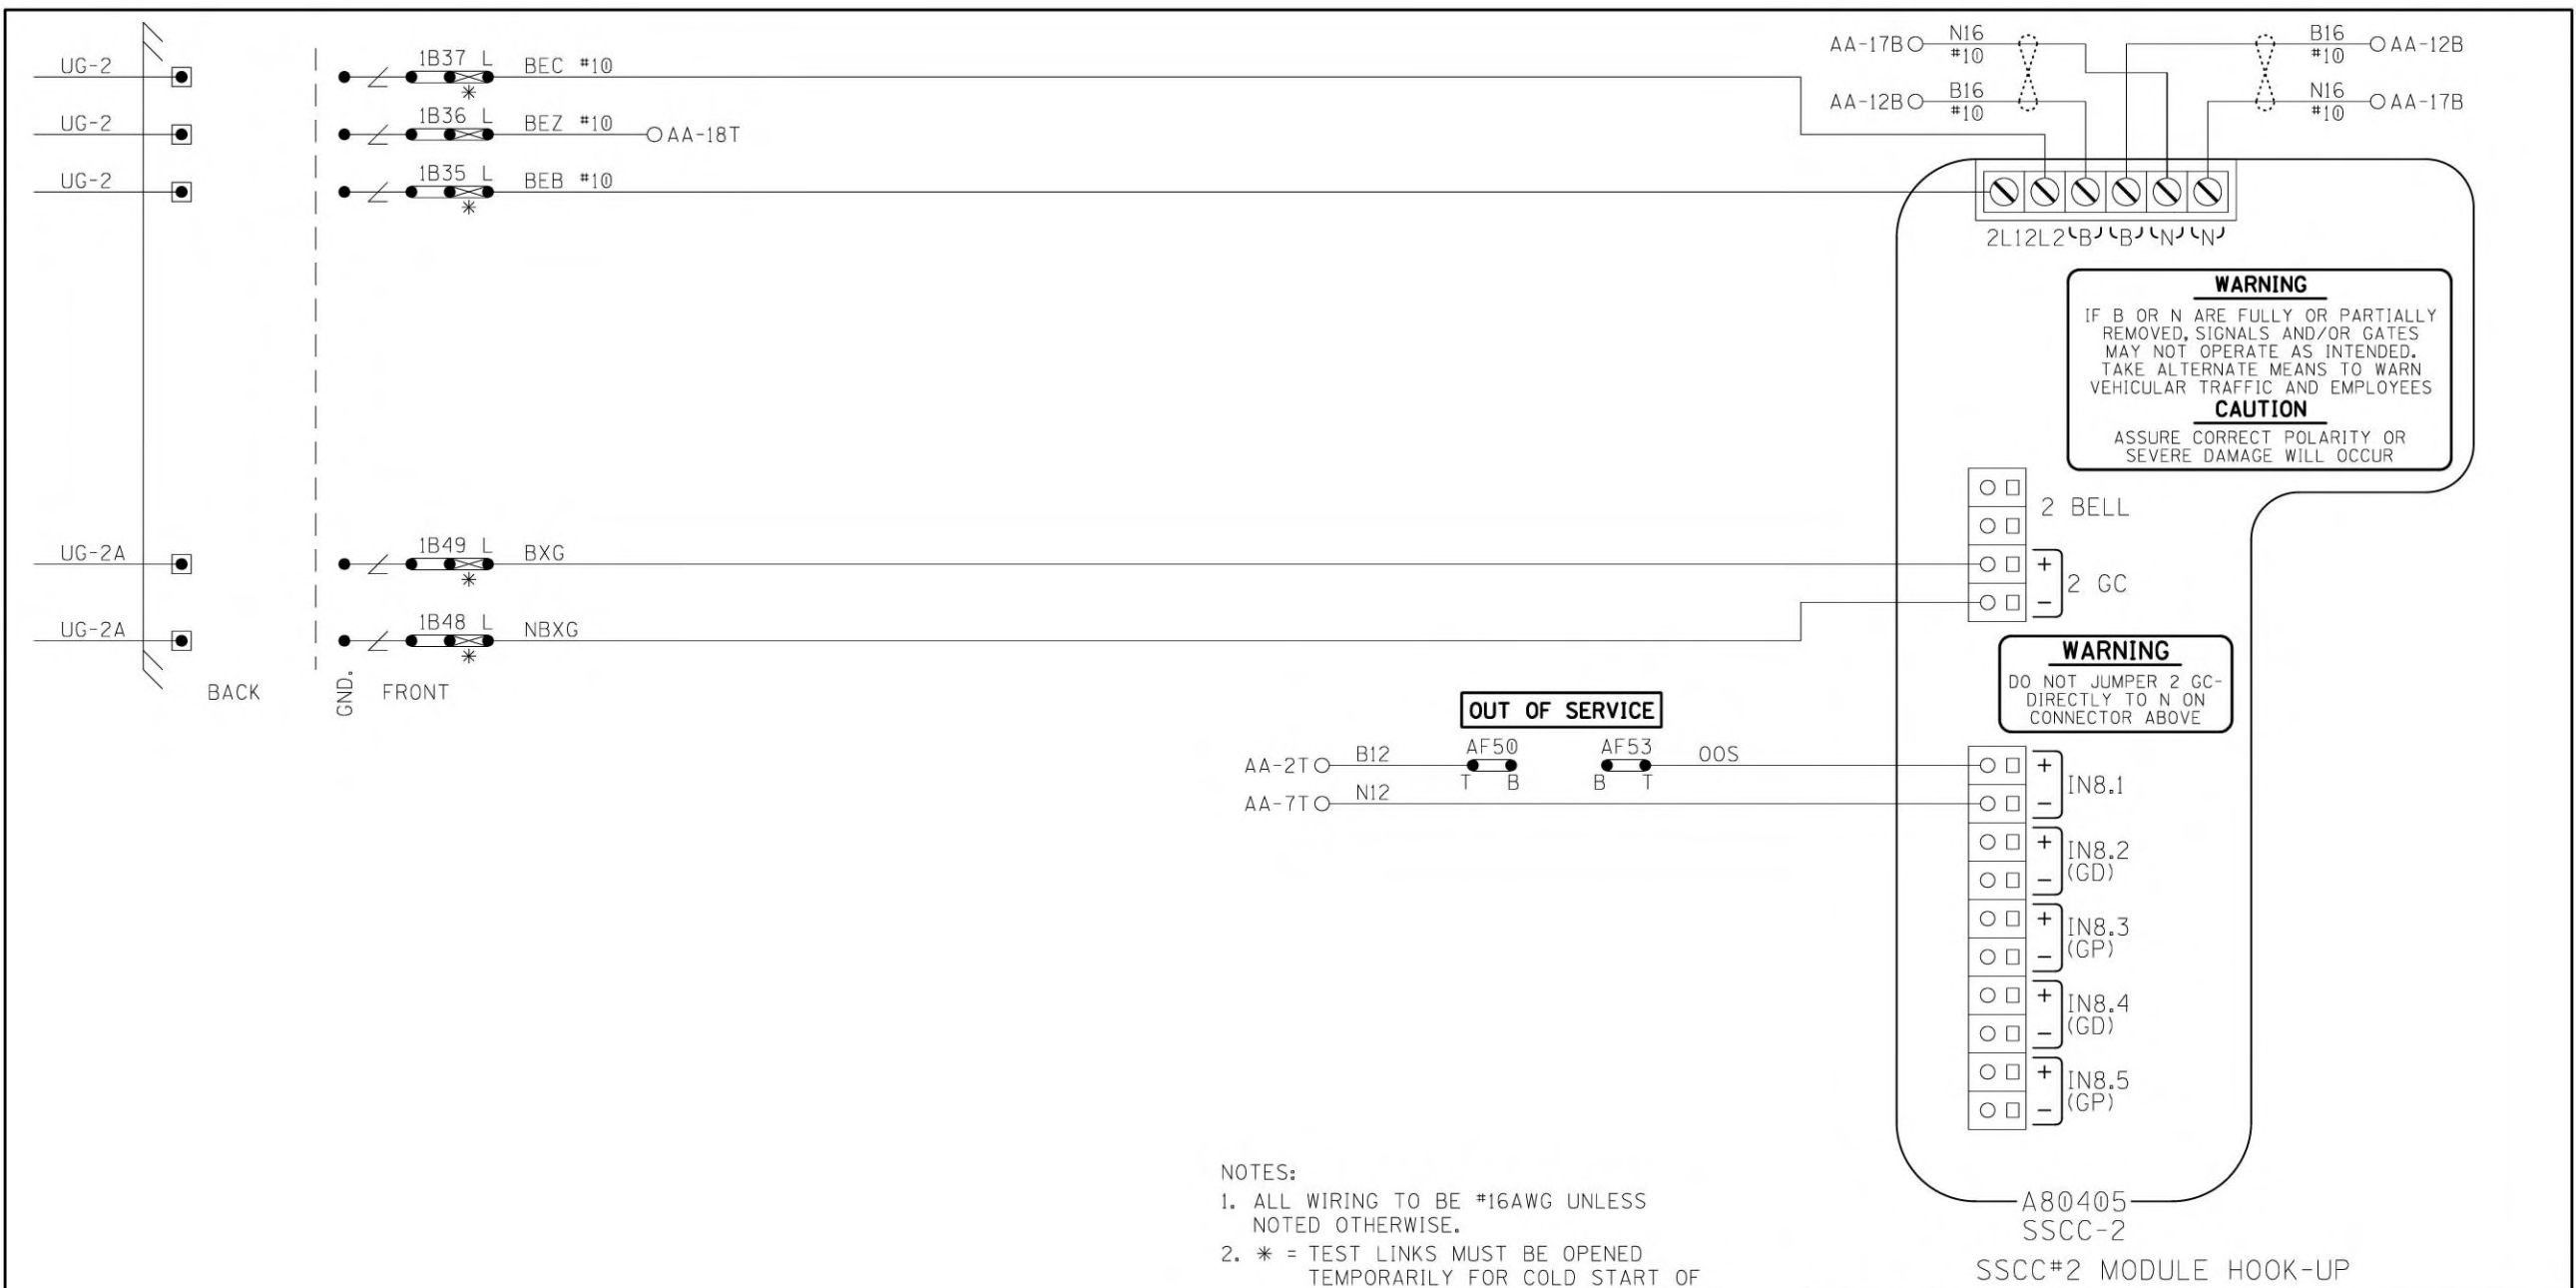 UG-2
1B37 L
BEC #10
*
UG-2
1B36 L
BEZ #10
AA-18T
UG-2
1B35 L
BEB #10
*
AA-17B
N16
#10
AA-12B
B16
#10
B16
#10
AA-12B
N16
#10
AA-17B
2L1 2L2 B B N N
WARNING
IF B OR N ARE FULLY OR PARTIALLY
REMOVED, SIGNALS AND/OR GATES
MAY NOT OPERATE AS INTENDED.
TAKE ALTERNATE MEANS TO WARN
VEHICULAR TRAFFIC AND EMPLOYEES
CAUTION
ASSURE CORRECT POLARITY OR
SEVERE DAMAGE WILL OCCUR
2 BELL
UG-2A
1B49 L
BXG
*
+
2 GC
-
UG-2A
1B48 L
NBXG
*
BACK
GND.
FRONT
WARNING
DO NOT JUMPER 2 GC-
DIRECTLY TO N ON
CONNECTOR ABOVE
OUT OF SERVICE
AA-2T
B12
AF50
T B
AF53
B T
OOS
AA-7T
N12
+
IN8.1
-
+
IN8.2
(GD)
-
+
IN8.3
(GP)
-
+
IN8.4
(GD)
-
+
IN8.5
(GP)
-
NOTES:
1. ALL WIRING TO BE #16AWG UNLESS
NOTED OTHERWISE.
2. * = TEST LINKS MUST BE OPENED
TEMPORARILY FOR COLD START OF
A80405
SSCC-2
SSCC#2 MODULE HOOK-UP